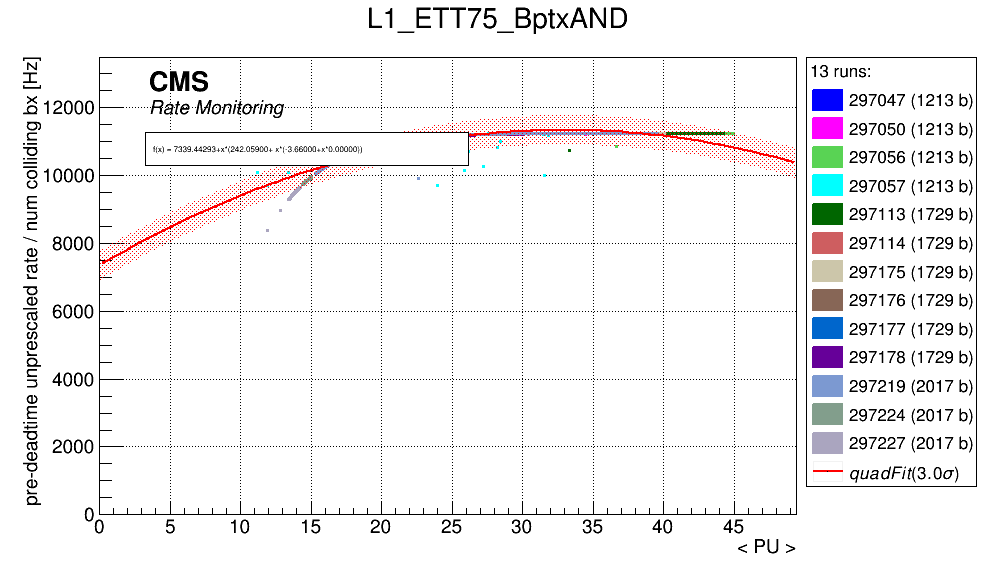 L1_ETT75_BptxAND
pre-deadtime unprescaled rate / num colliding bx [Hz]
CMS
Rate Monitoring
f(x) = 7339.44293+x*(242.05900+ x*(-3.66000+x*0.00000))
12000
10000
8000
6000
4000
2000
0
0 5 10 15 20 25 30 35 40 45
< PU >
13 runs:
297047 (1213 b)
297050 (1213 b)
297056 (1213 b)
297057 (1213 b)
297113 (1729 b)
297114 (1729 b)
297175 (1729 b)
297176 (1729 b)
297177 (1729 b)
297178 (1729 b)
297219 (2017 b)
297224 (2017 b)
297227 (2017 b)
quadFit(3.0σ)